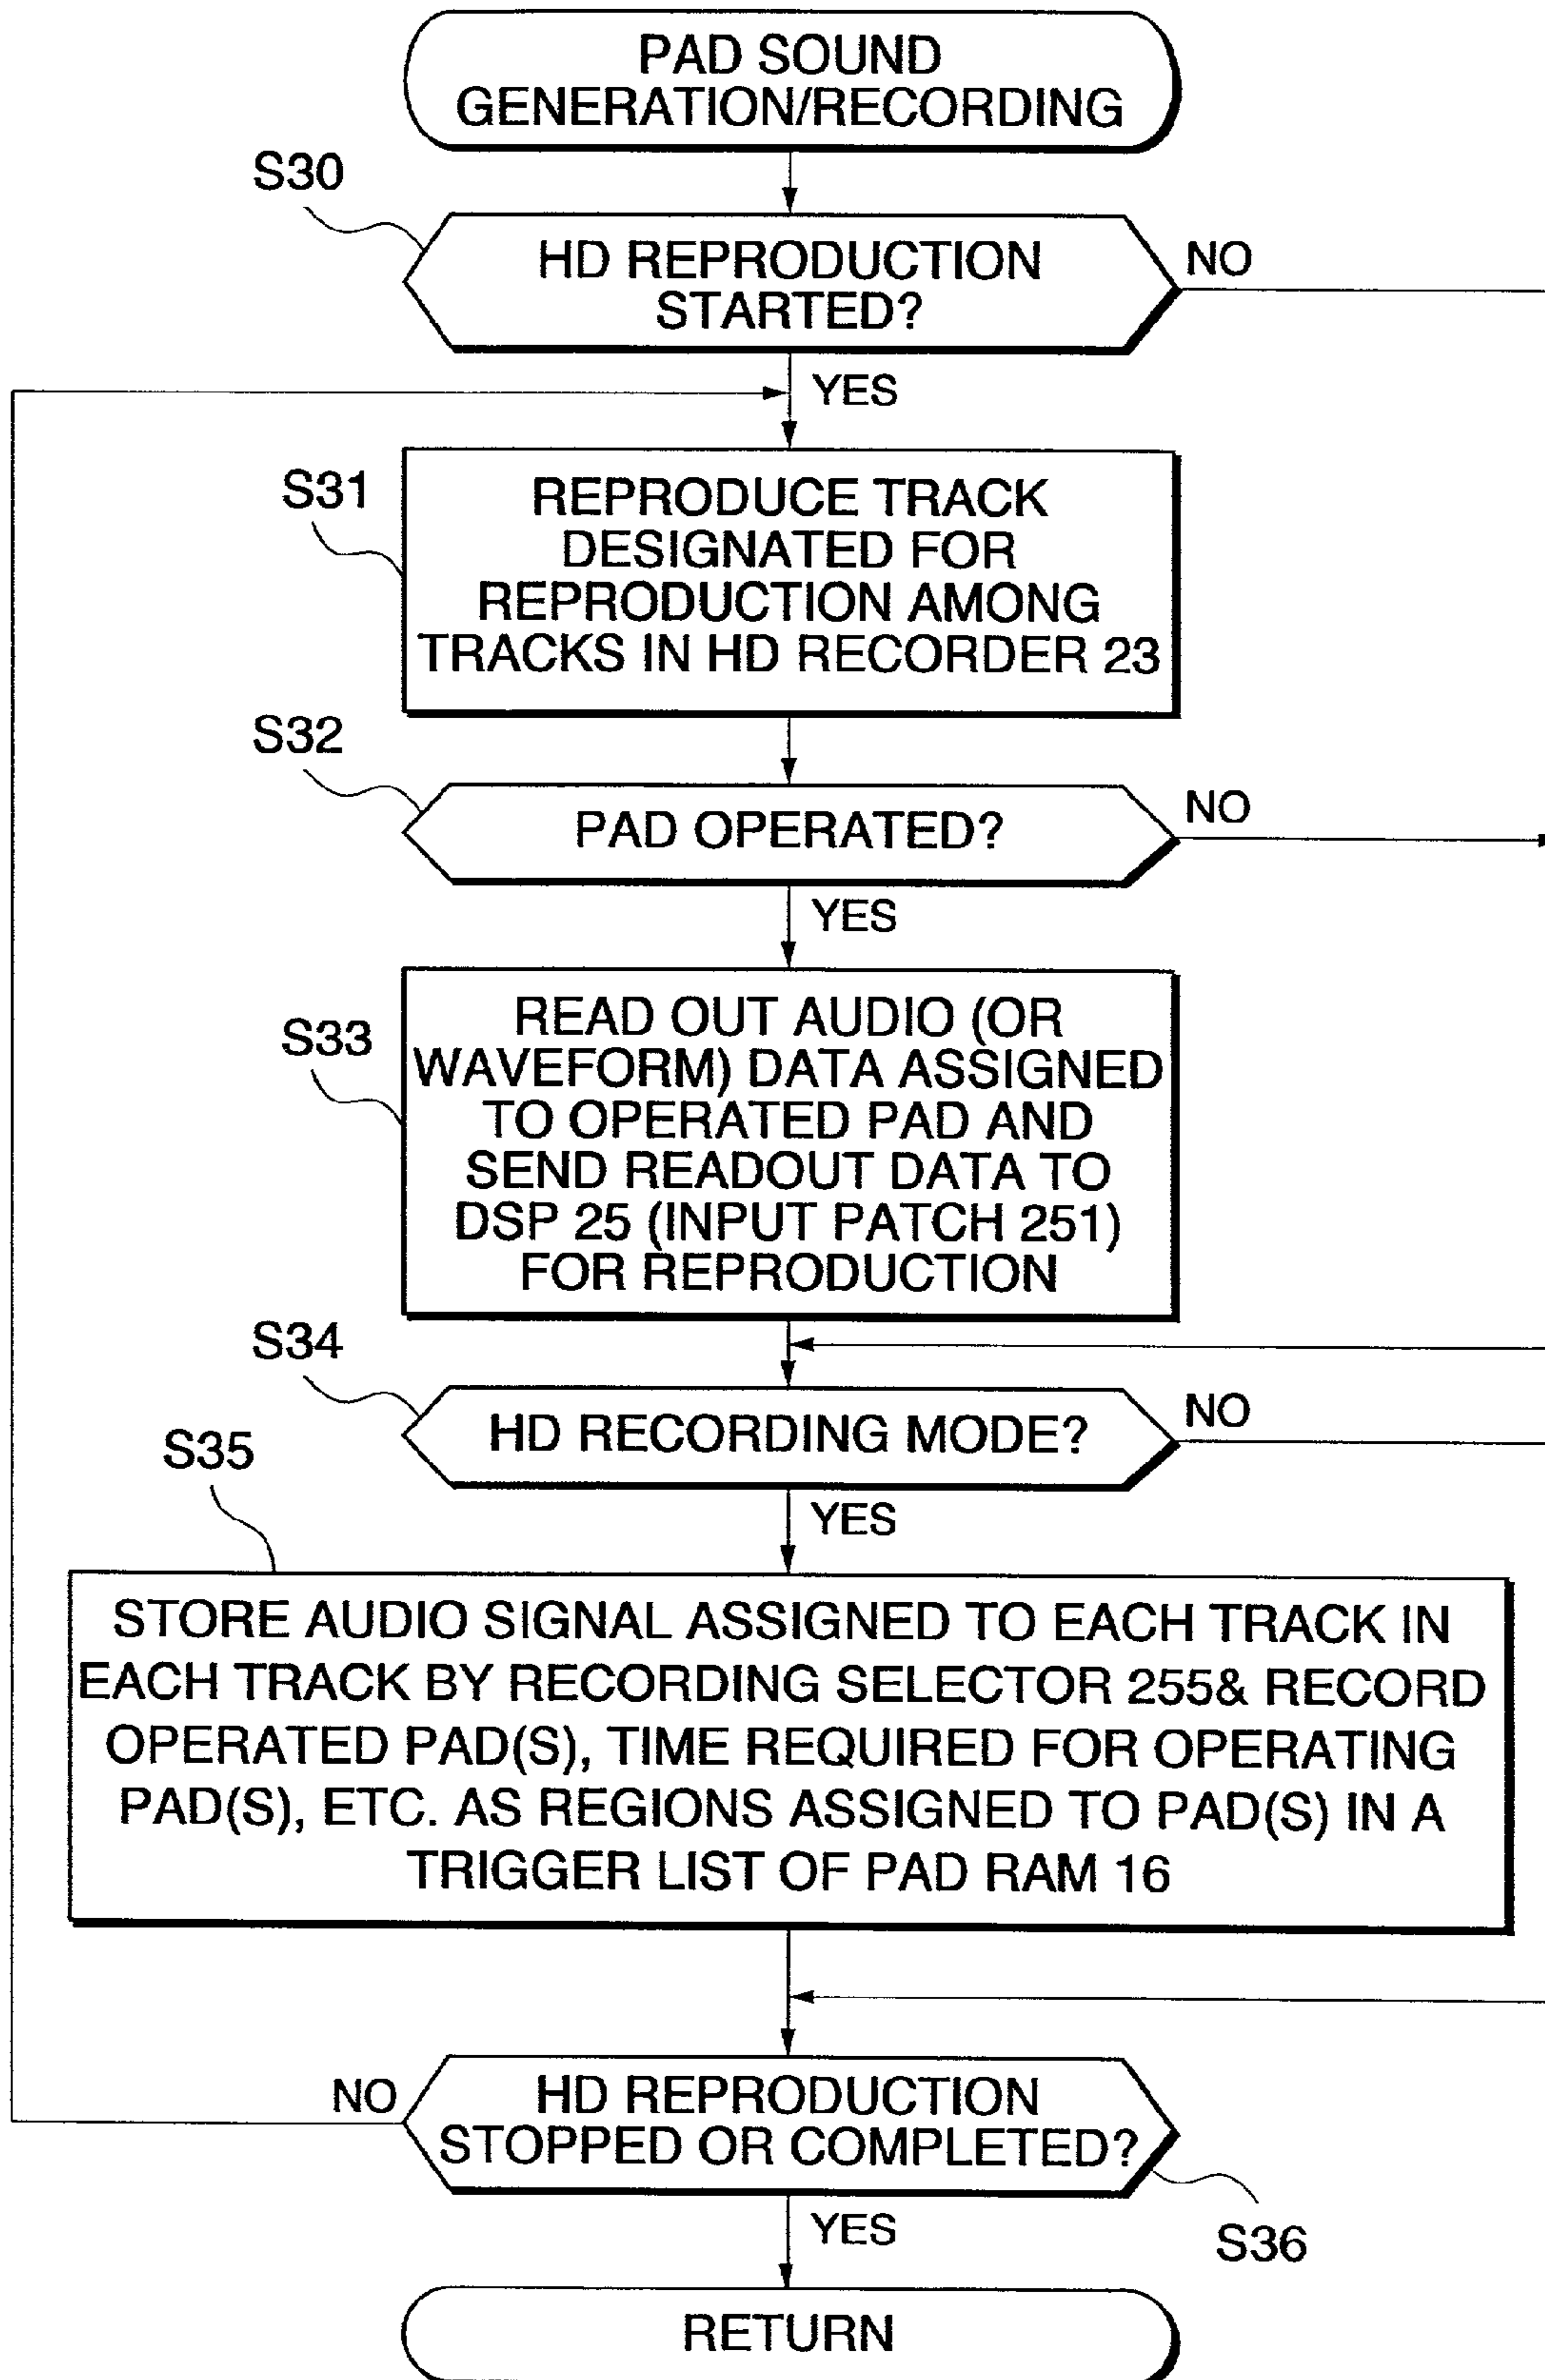 PAD SOUND
GENERATION/RECORDING
S30
HD REPRODUCTION
STARTED?
NO
YES
S31
REPRODUCE TRACK
DESIGNATED FOR
REPRODUCTION AMONG
TRACKS IN HD RECORDER 23
S32
PAD OPERATED?
NO
YES
S33
READ OUT AUDIO (OR
WAVEFORM) DATA ASSIGNED
TO OPERATED PAD AND
SEND READOUT DATA TO
DSP 25 (INPUT PATCH 251)
FOR REPRODUCTION
S34
HD RECORDING MODE?
NO
YES
S35
STORE AUDIO SIGNAL ASSIGNED TO EACH TRACK IN
EACH TRACK BY RECORDING SELECTOR 255& RECORD
OPERATED PAD(S), TIME REQUIRED FOR OPERATING
PAD(S), ETC. AS REGIONS ASSIGNED TO PAD(S) IN A
TRIGGER LIST OF PAD RAM 16
NO
HD REPRODUCTION
STOPPED OR COMPLETED?
YES
S36
RETURN